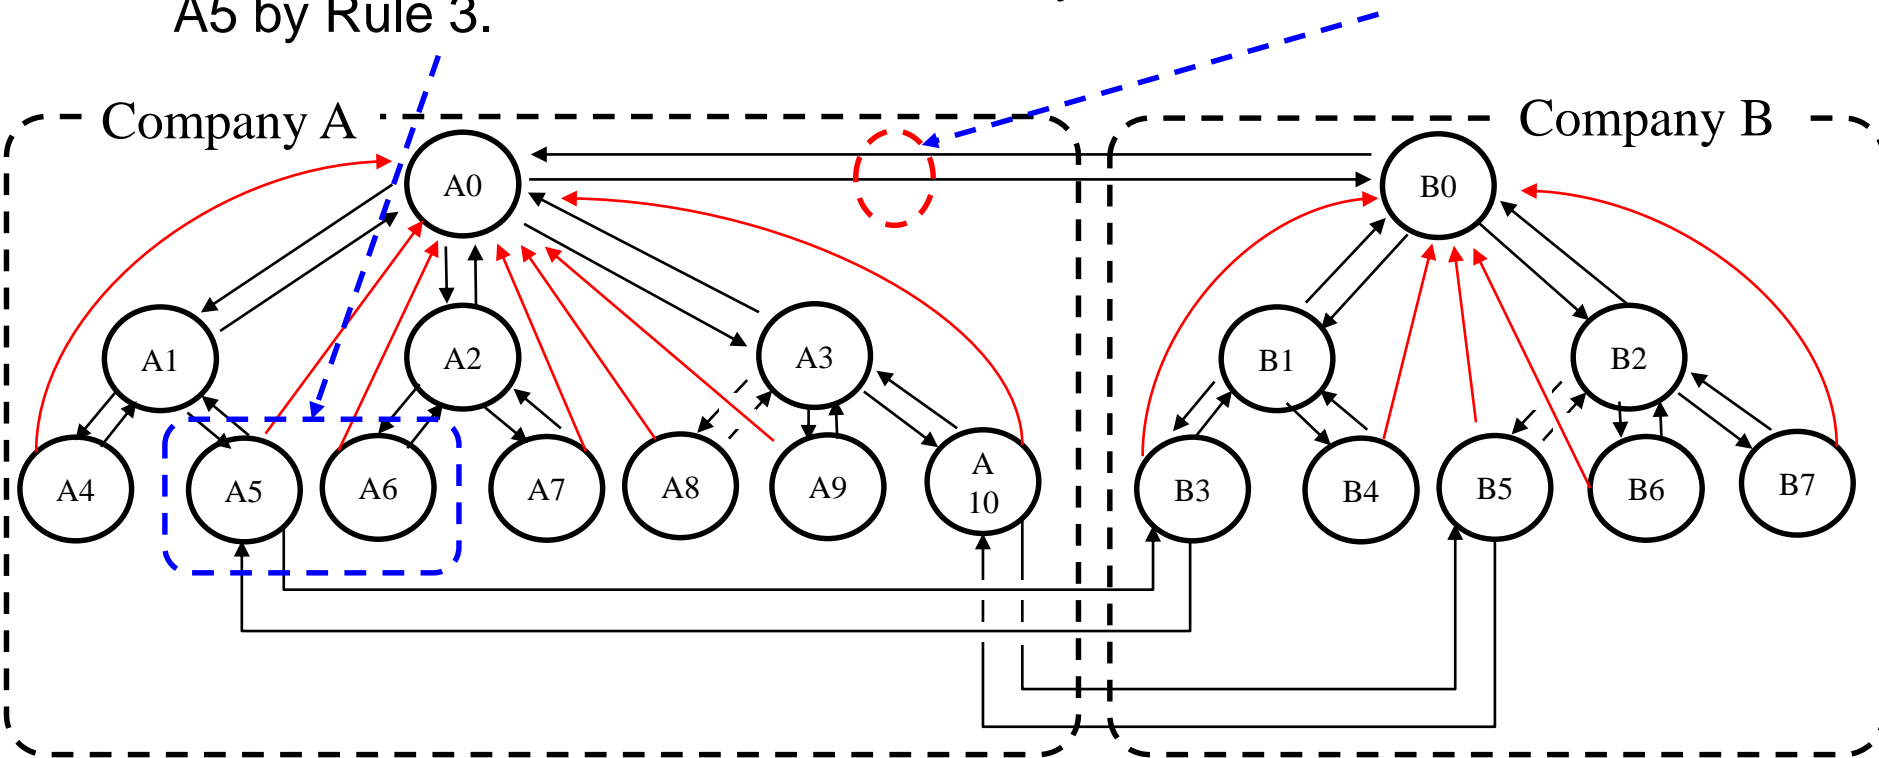 A5 by Rule 3.
Company A
Company B
A0
B0
A1
A2
A3
B1
B2
A4
A5
A6
A7
A8
A9
A
10
B3
B4
B5
B6
B7